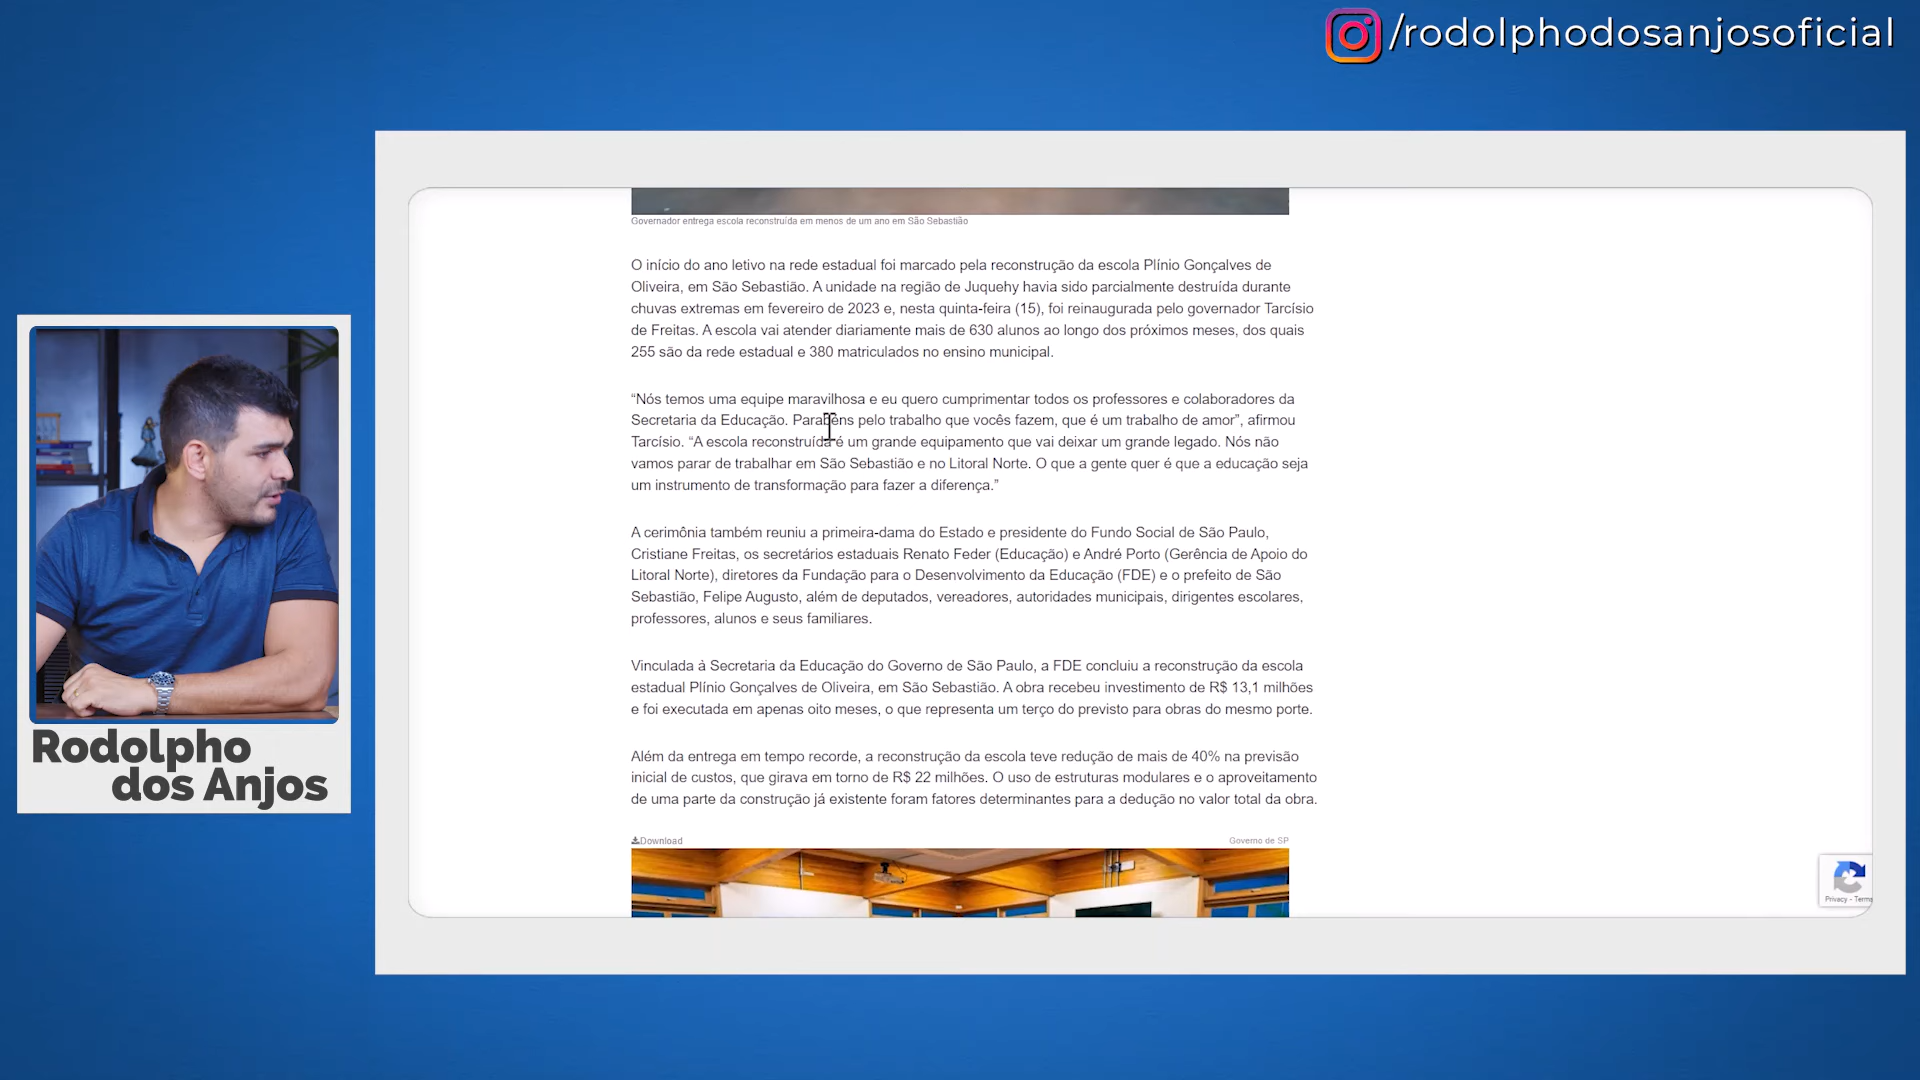 /rodolphodosanjosoficial
Governador entrega escola reconstruída em menos de um ano em São Sebastião
O início do ano letivo na rede estadual foi marcado pela reconstrução da escola Plínio Gonçalves de
Oliveira, em São Sebastião. A unidade na região de Juquehy havia sido parcialmente destruída durante
chuvas extremas em fevereiro de 2023 e, nesta quinta-feira (15), foi reinaugurada pelo governador Tarcísio
de Freitas. A escola vai atender diariamente mais de 630 alunos ao longo dos próximos meses, dos quais
255 são da rede estadual e 380 matriculados no ensino municipal.
“Nós temos uma equipe maravilhosa e eu quero cumprimentar todos os professores e colaboradores da
Secretaria da Educação. Parabéns pelo trabalho que vocês fazem, que é um trabalho de amor”, afirmou
Tarcísio. “A escola reconstruída é um grande equipamento que vai deixar um grande legado. Nós não
vamos parar de trabalhar em São Sebastião e no Litoral Norte. O que a gente quer é que a educação seja
um instrumento de transformação para fazer a diferença.”
A cerimônia também reuniu a primeira-dama do Estado e presidente do Fundo Social de São Paulo,
Cristiane Freitas, os secretários estaduais Renato Feder (Educação) e André Porto (Gerência de Apoio do
Litoral Norte), diretores da Fundação para o Desenvolvimento da Educação (FDE) e o prefeito de São
Sebastião, Felipe Augusto, além de deputados, vereadores, autoridades municipais, dirigentes escolares,
professores, alunos e seus familiares.
Vinculada à Secretaria da Educação do Governo de São Paulo, a FDE concluiu a reconstrução da escola
estadual Plínio Gonçalves de Oliveira, em São Sebastião. A obra recebeu investimento de R$ 13,1 milhões
e foi executada em apenas oito meses, o que representa um terço do previsto para obras do mesmo porte.
Além da entrega em tempo recorde, a reconstrução da escola teve redução de mais de 40% na previsão
inicial de custos, que girava em torno de R$ 22 milhões. O uso de estruturas modulares e o aproveitamento
de uma parte da construção já existente foram fatores determinantes para a dedução no valor total da obra.
Download
Governo de SP
Privacy - Terms
Rodolpho
dos Anjos